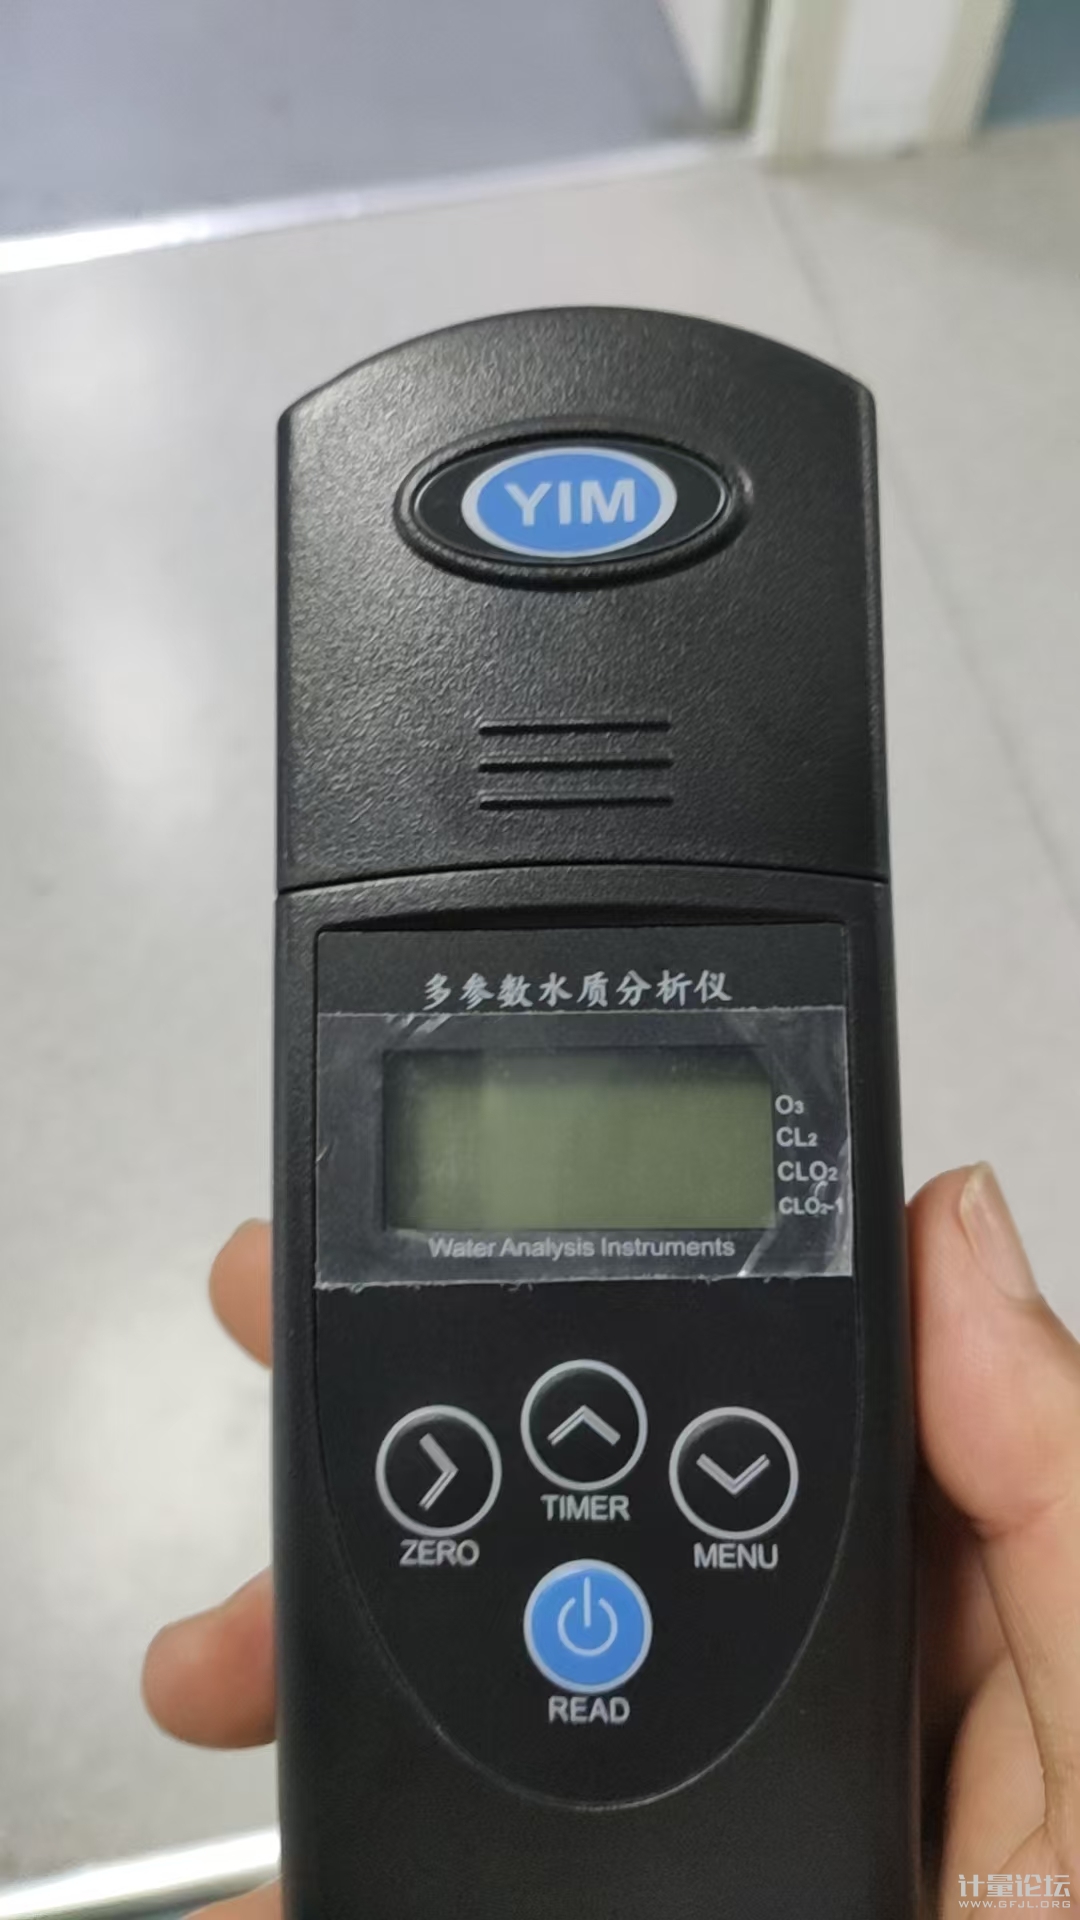 YIM
多参数水质分析仪
O₃
CL₂
CLO₂
CLO₂-1
Water Analysis Instruments
TIMER
ZERO
MENU
READ
计量论坛
WWW.GFJL.ORG